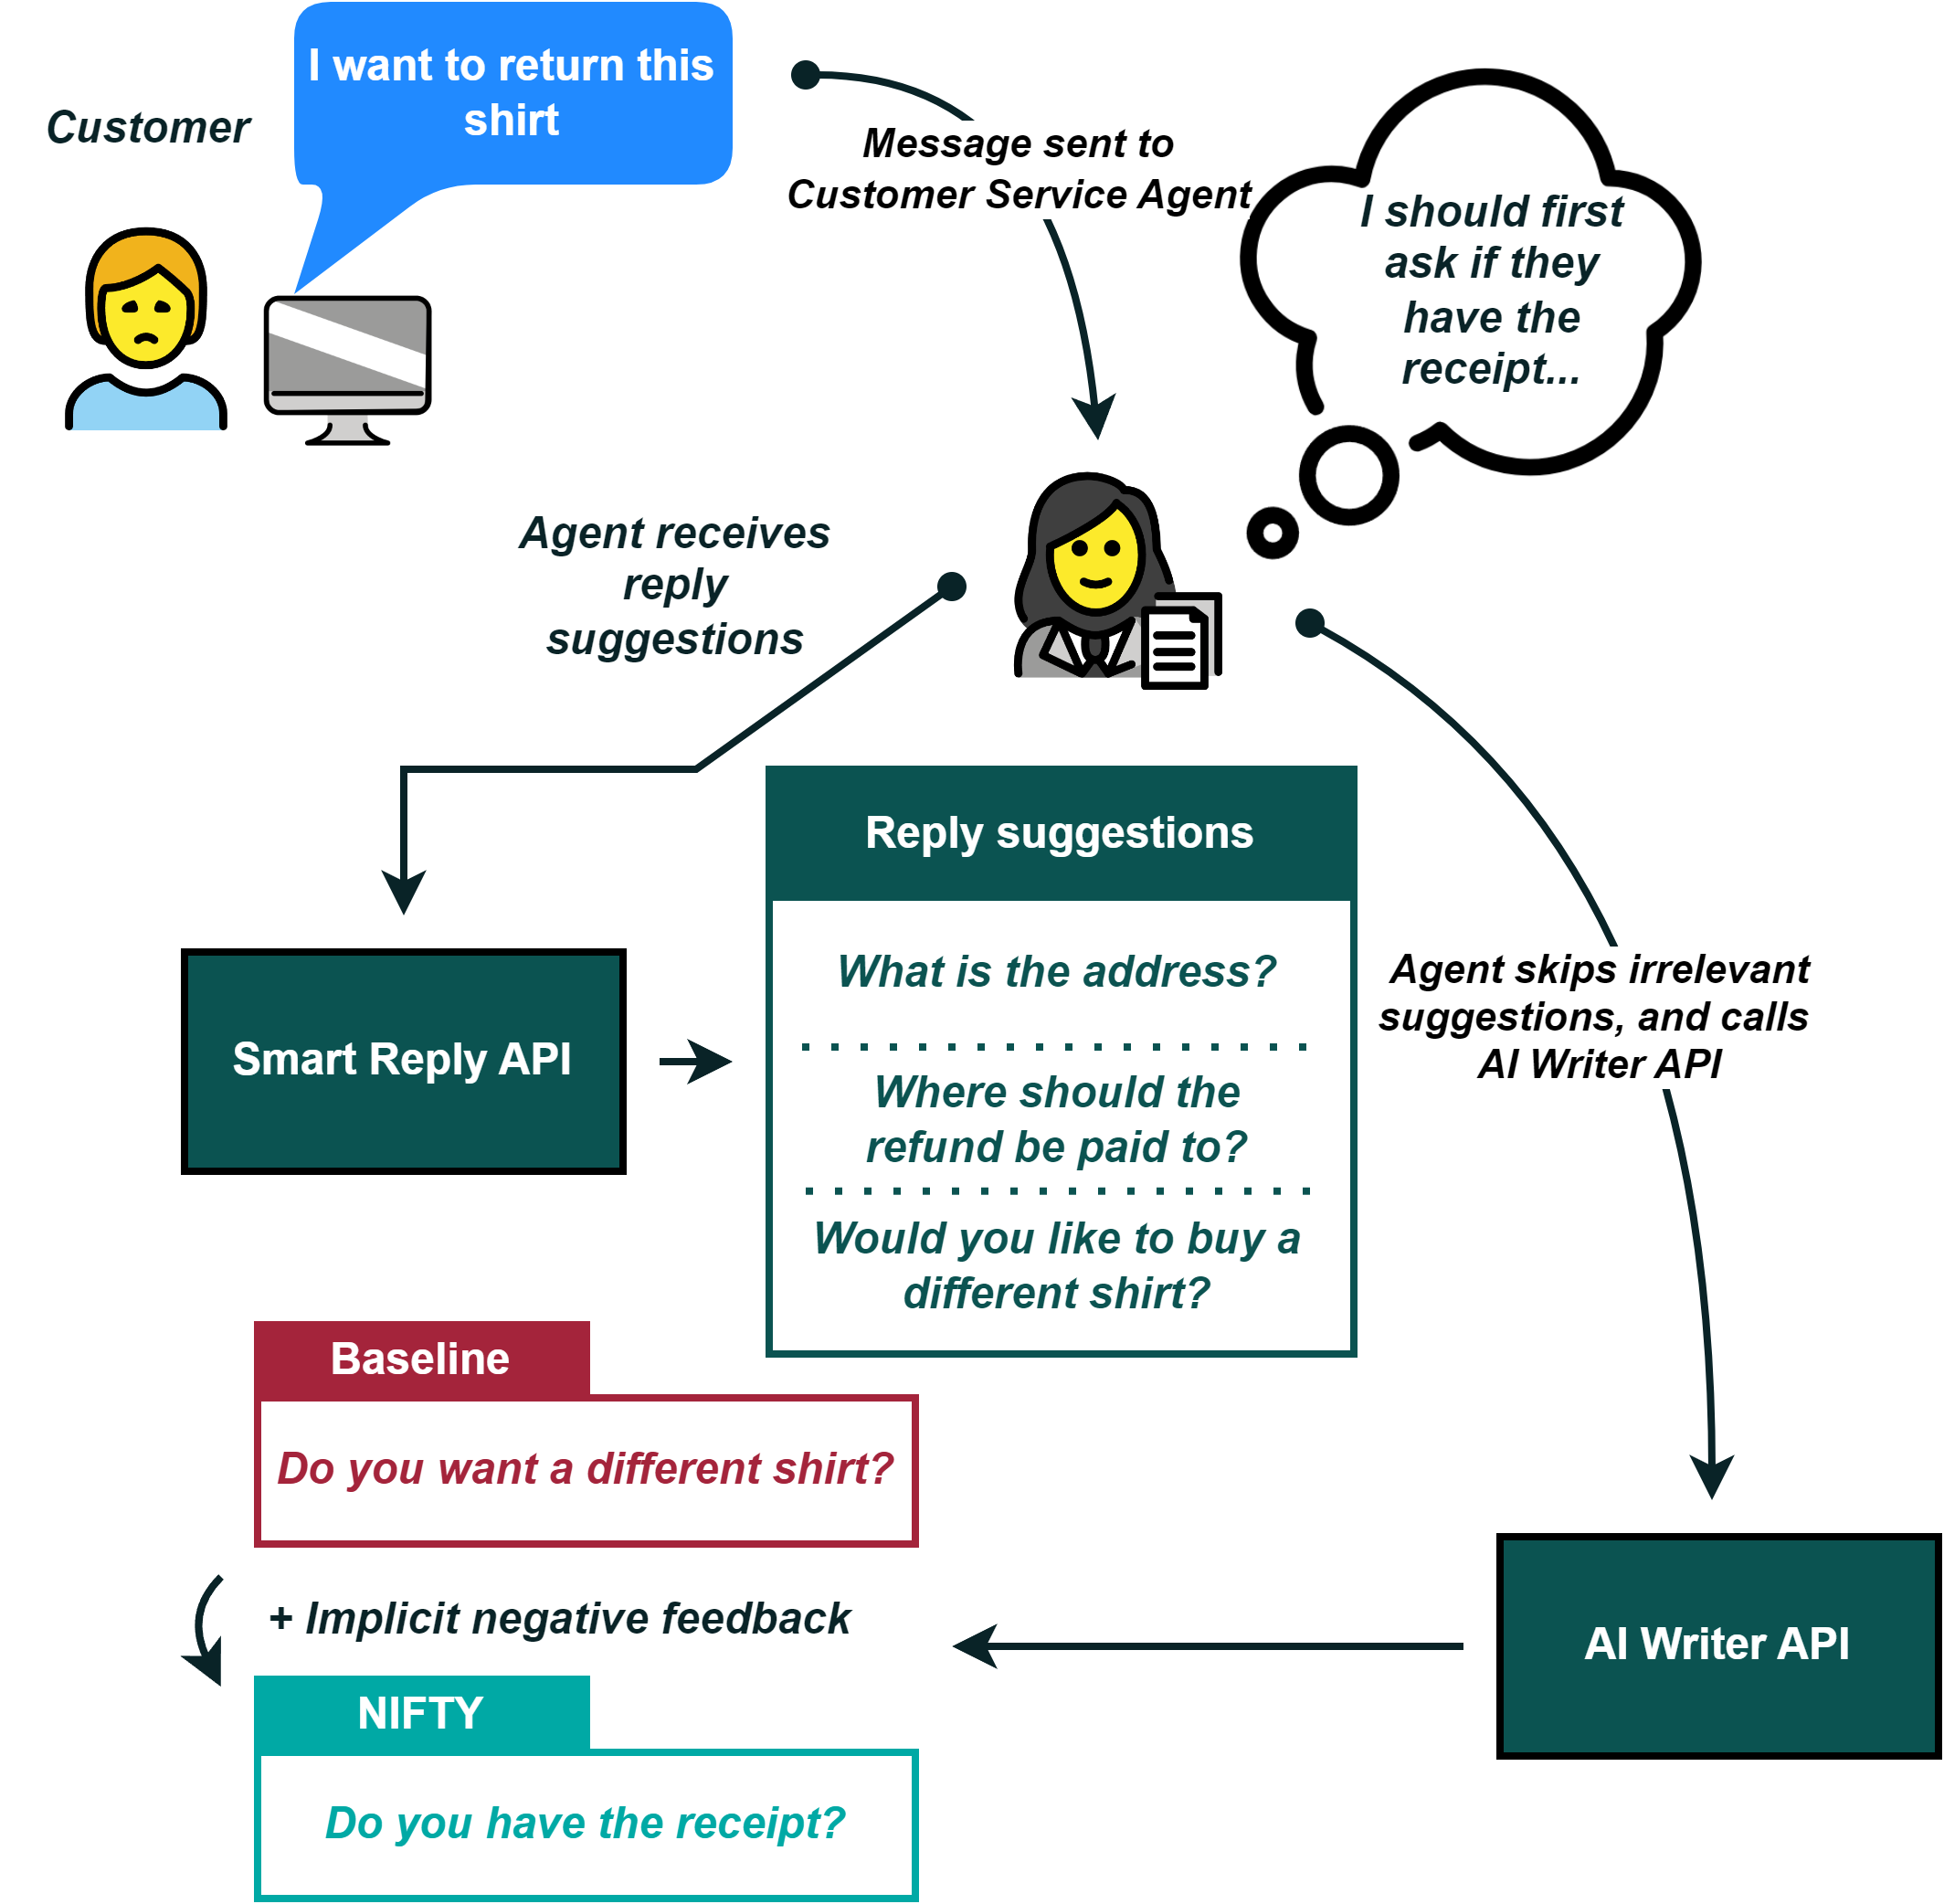 I want to return this
shirt
Customer
Message sent to
Customer Service Agent
I should first
ask if they
have the
receipt...
Agent receives
reply
suggestions
Reply suggestions
What is the address?
Where should the
refund be paid to?
Would you like to buy a
different shirt?
Smart Reply API
Agent skips irrelevant
suggestions, and calls
AI Writer API
Baseline
Do you want a different shirt?
+ Implicit negative feedback
NIFTY
Do you have the receipt?
AI Writer API